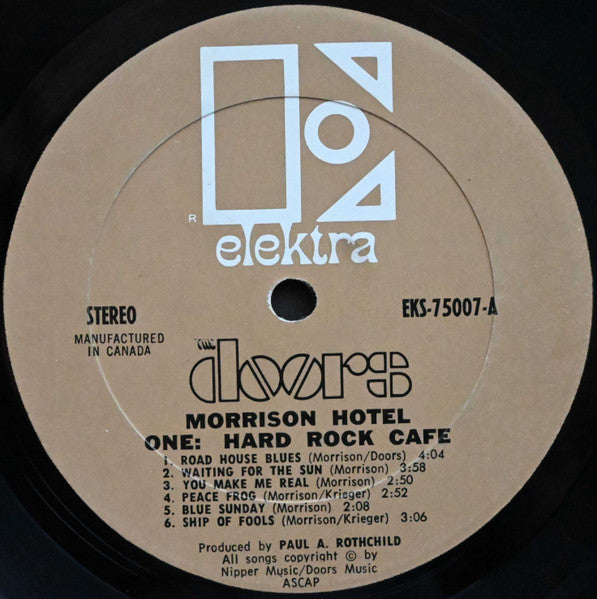 R
elektra
STEREO
EKS-75007-A
MANUFACTURED
IN CANADA
THE
doors
MORRISON HOTEL
ONE: HARD ROCK CAFE
1. ROAD HOUSE BLUES (Morrison/Doors) 4:04
2. WAITING FOR THE SUN (Morrison) 3:58
3. YOU MAKE ME REAL (Morrison) 2:50
4. PEACE FROG (Morrison/Krieger) 2:52
5. BLUE SUNDAY (Morrison) 2:08
6. SHIP OF FOOLS (Morrison/Krieger) 3:06
Produced by PAUL A. ROTHCHILD
All songs copyright © by
Nipper Music/Doors Music
ASCAP